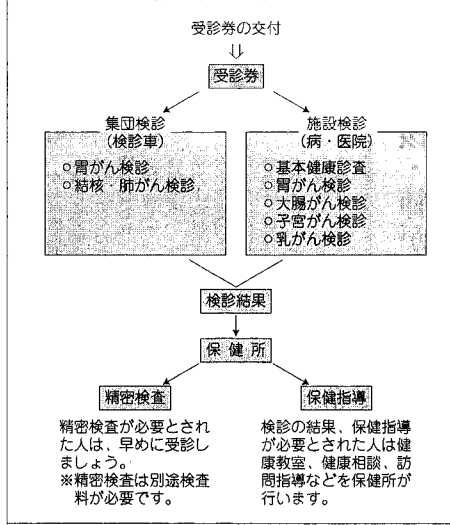 受診券の交付
⇩
受診券
集団検診
(検診車)
○胃がん検診
○結核・肺がん検診
施設検診
(病・医院)
○基本健康診査
○胃がん検診
○大腸がん検診
○子宮がん検診
○乳がん検診
検診結果
保健所
精密検査
精密検査が必要とされ
た人は、早めに受診し
ましょう。
※精密検査は別途検査
料が必要です。
保健指導
検診の結果、保健指導
が必要とされた人は健
康教室、健康相談、訪
問指導などを保健所が
行います。